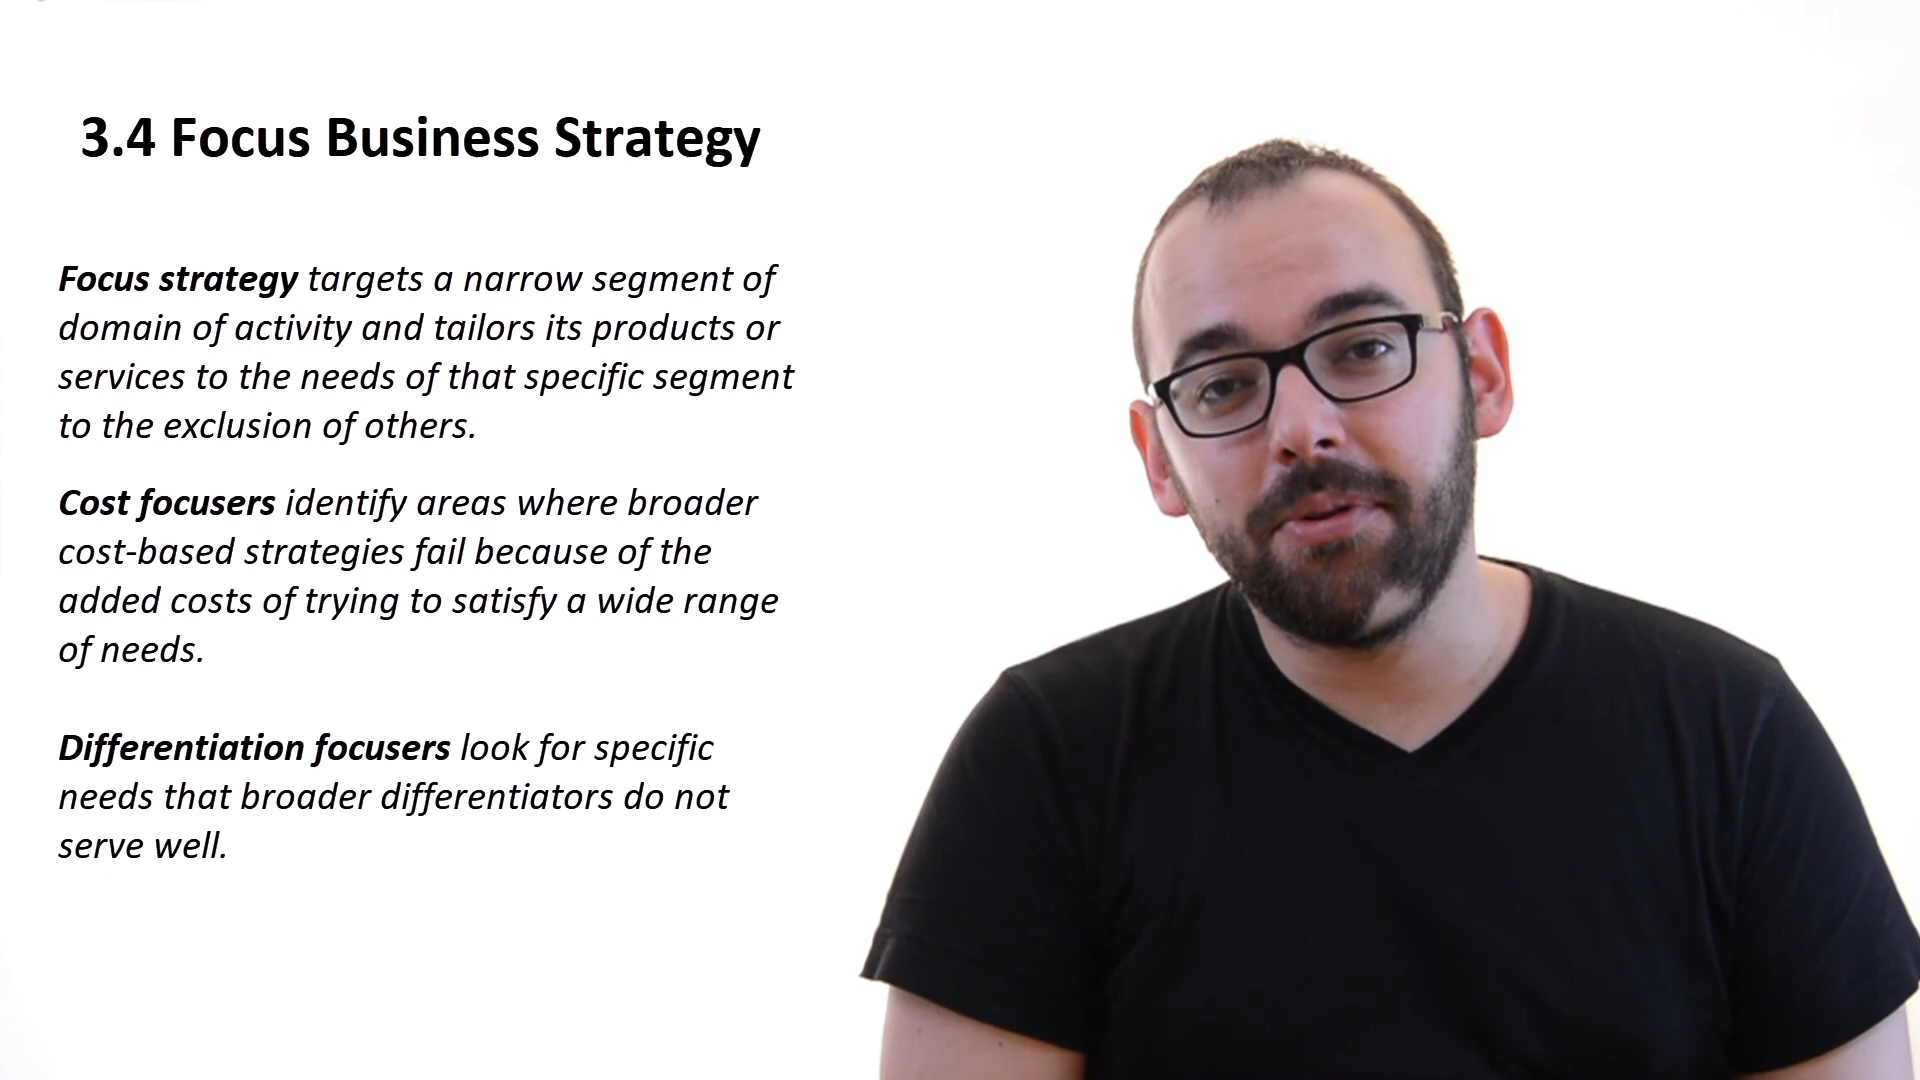 3.4 Focus Business Strategy
Focus strategy targets a narrow segment of
domain of activity and tailors its products or
services to the needs of that specific segment
to the exclusion of others.
Cost focusers identify areas where broader
cost-based strategies fail because of the
added costs of trying to satisfy a wide range
of needs.
Differentiation focusers look for specific
needs that broader differentiators do not
serve well.